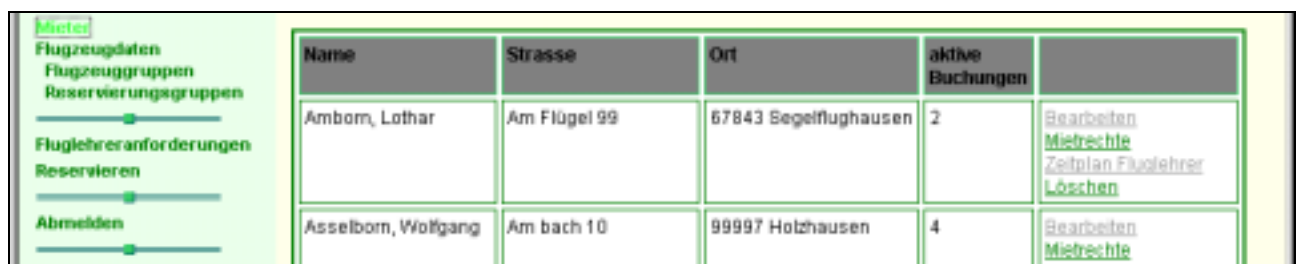 Mieter
Flugzeugdaten
Flugzeuggruppen
Reservierungsgruppen
Fluglehreranforderungen
Reservieren
Abmelden
Name Strasse Ort aktive Buchungen
Amborn, Lothar Am Flügel 99 67843 Segelflughausen 2 Bearbeiten
Mietrechte
Zeitplan Fluglehrer
Löschen
Asselborn, Wolfgang Am bach 10 99997 Holzhausen 4 Bearbeiten
Mietrechte